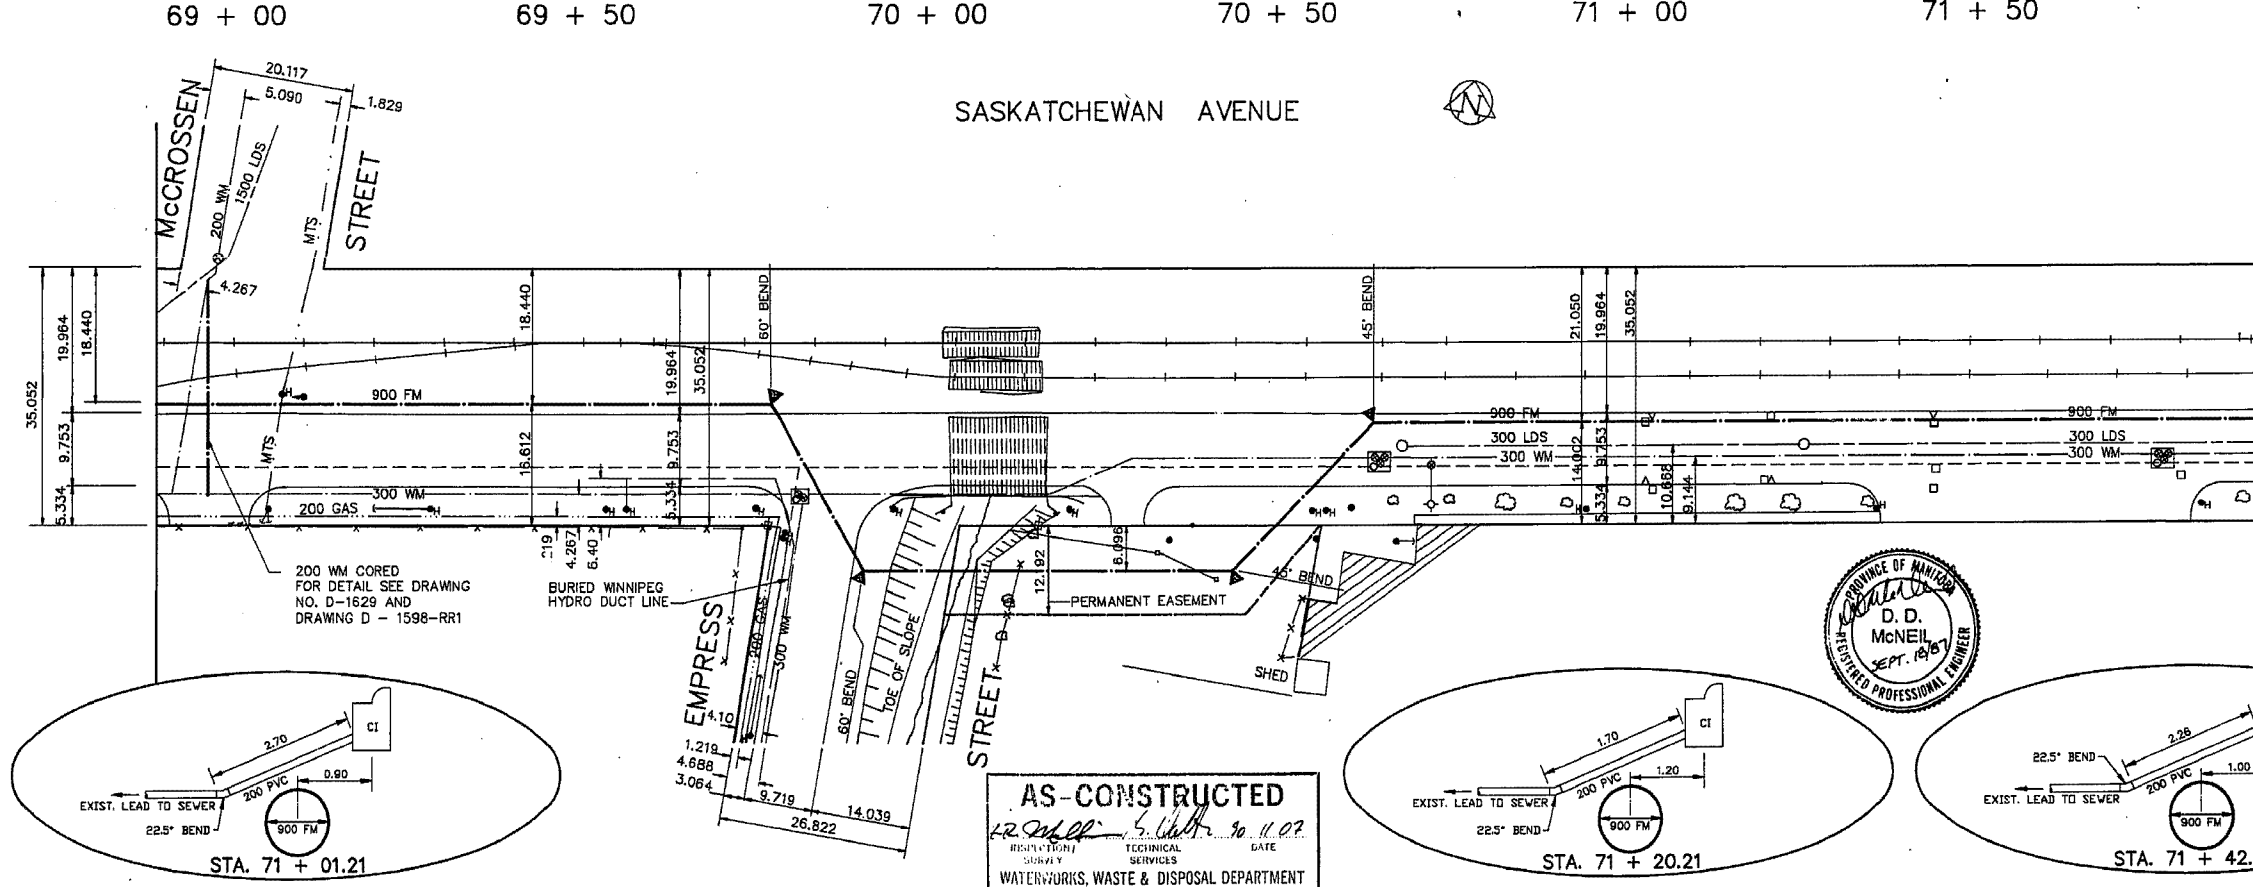 69 + 00
69 + 50
70 + 00
70 + 50
71 + 00
71 + 50
20.117
5.090
1.829
McCROSSEN
STREET
200 WM
1500 LDS
MTS
SASKATCHEWAN AVENUE
N
4.267
35.052
19.964
18.440
9.753
5.334
18.440
19.964
35.052
60° BEND
45° BEND
21.050
19.964
35.052
900 FM
900 FM
900 FM
MTS
16.612
9.753
5.334
300 LDS
300 WM
300 LDS
300 WM
14.002
9.753
5.334
10.668
9.144
300 WM
200 GAS
H
H
H
H
H
H
H
H
H
H
H
H
4.267
6.40
12.192
6.096
45° BEND
200 WM CORED
FOR DETAIL SEE DRAWING
NO. D-1629 AND
DRAWING D - 1598-RR1
BURIED WINNIPEG
HYDRO DUCT LINE
PERMANENT EASEMENT
EMPRESS
STREET
200 GAS
300 WM
60° BEND
TOE OF SLOPE
SHED
4.10
1.219
4.688
3.064
9.719
14.039
26.822
PROVINCE OF MANITOBA
D. D.
McNEIL
SEPT. 18/87
REGISTERED PROFESSIONAL ENGINEER
2.70
CI
0.90
200 PVC
EXIST. LEAD TO SEWER
22.5° BEND
900 FM
STA. 71 + 01.21
AS-CONSTRUCTED
90 11 07
INSPECTION/ SURVEY
TECHNICAL SERVICES
DATE
WATERWORKS, WASTE & DISPOSAL DEPARTMENT
1.70
CI
1.20
200 PVC
EXIST. LEAD TO SEWER
22.5° BEND
900 FM
STA. 71 + 20.21
22.5° BEND
2.26
1.00
200 PVC
EXIST. LEAD TO SEWER
900 FM
STA. 71 + 42.